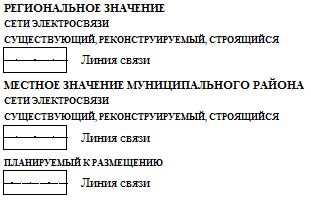 РЕГИОНАЛЬНОЕ ЗНАЧЕНИЕ
СЕТИ ЭЛЕКТРОСВЯЗИ
СУЩЕСТВУЮЩИЙ, РЕКОНСТРУИРУЕМЫЙ, СТРОЯЩИЙСЯ
Линия связи
МЕСТНОЕ ЗНАЧЕНИЕ МУНИЦИПАЛЬНОГО РАЙОНА
СЕТИ ЭЛЕКТРОСВЯЗИ
СУЩЕСТВУЮЩИЙ, РЕКОНСТРУИРУЕМЫЙ, СТРОЯЩИЙСЯ
Линия связи
ПЛАНИРУЕМЫЙ К РАЗМЕЩЕНИЮ
Линия связи